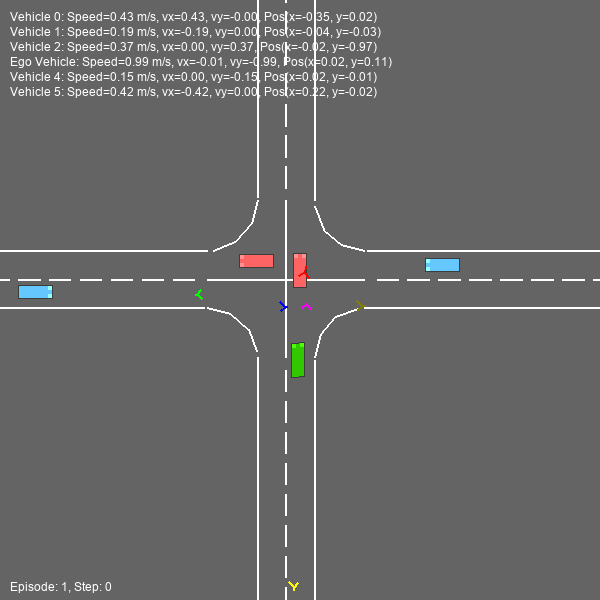 Vehicle 0: Speed=0.43 m/s, vx=0.43, vy=-0.00, Pos(x=-0.35, y=0.02)
Vehicle 1: Speed=0.19 m/s, vx=-0.19, vy=0.00, Pos(x=-0.04, y=-0.03)
Vehicle 2: Speed=0.37 m/s, vx=0.00, vy=0.37, Pos(x=-0.02, y=-0.97)
Ego Vehicle: Speed=0.99 m/s, vx=-0.01, vy=-0.99, Pos(x=0.02, y=0.11)
Vehicle 4: Speed=0.15 m/s, vx=0.00, vy=-0.15, Pos(x=0.02, y=-0.01)
Vehicle 5: Speed=0.42 m/s, vx=-0.42, vy=0.00, Pos(x=0.22, y=-0.02)
Episode: 1, Step: 0